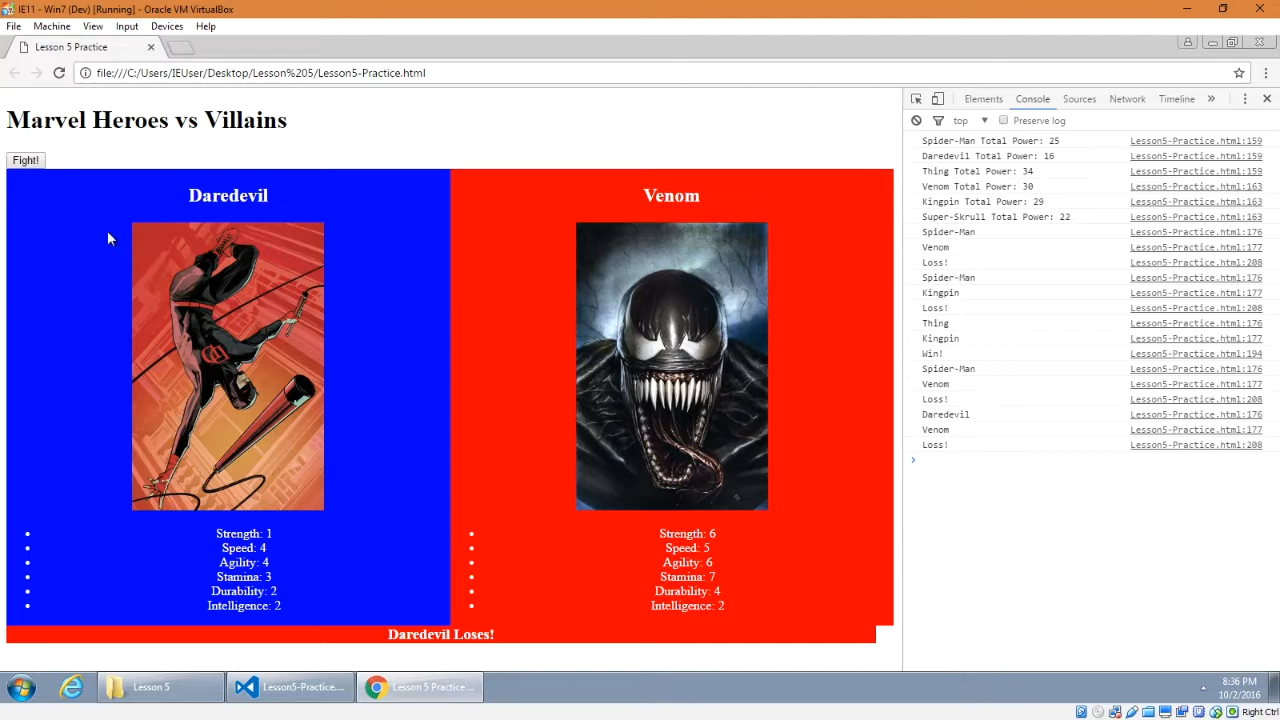 IE11 - Win7 (Dev) [Running] - Oracle VM VirtualBox
File Machine View Input Devices Help
Lesson 5 Practice
file:///C:/Users/IEUser/Desktop/Lesson%205/Lesson5-Practice.html
Marvel Heroes vs Villains
Fight!
Daredevil
Strength: 1
Speed: 4
Agility: 4
Stamina: 3
Durability: 2
Intelligence: 2
Venom
Strength: 6
Speed: 5
Agility: 6
Stamina: 7
Durability: 4
Intelligence: 2
Daredevil Loses!
Elements Console Sources Network Timeline »
top ▼ Preserve log
Spider-Man Total Power: 25 Lesson5-Practice.html:159
Daredevil Total Power: 16 Lesson5-Practice.html:159
Thing Total Power: 34 Lesson5-Practice.html:159
Venom Total Power: 30 Lesson5-Practice.html:163
Kingpin Total Power: 29 Lesson5-Practice.html:163
Super-Skrull Total Power: 22 Lesson5-Practice.html:163
Spider-Man Lesson5-Practice.html:176
Venom Lesson5-Practice.html:177
Loss! Lesson5-Practice.html:208
Spider-Man Lesson5-Practice.html:176
Kingpin Lesson5-Practice.html:177
Loss! Lesson5-Practice.html:208
Thing Lesson5-Practice.html:176
Kingpin Lesson5-Practice.html:177
Win! Lesson5-Practice.html:194
Spider-Man Lesson5-Practice.html:176
Venom Lesson5-Practice.html:177
Loss! Lesson5-Practice.html:208
Daredevil Lesson5-Practice.html:176
Venom Lesson5-Practice.html:177
Loss! Lesson5-Practice.html:208
Lesson 5
Lesson5-Practice....
Lesson 5 Practice ...
8:36 PM
10/2/2016
Right Ctrl